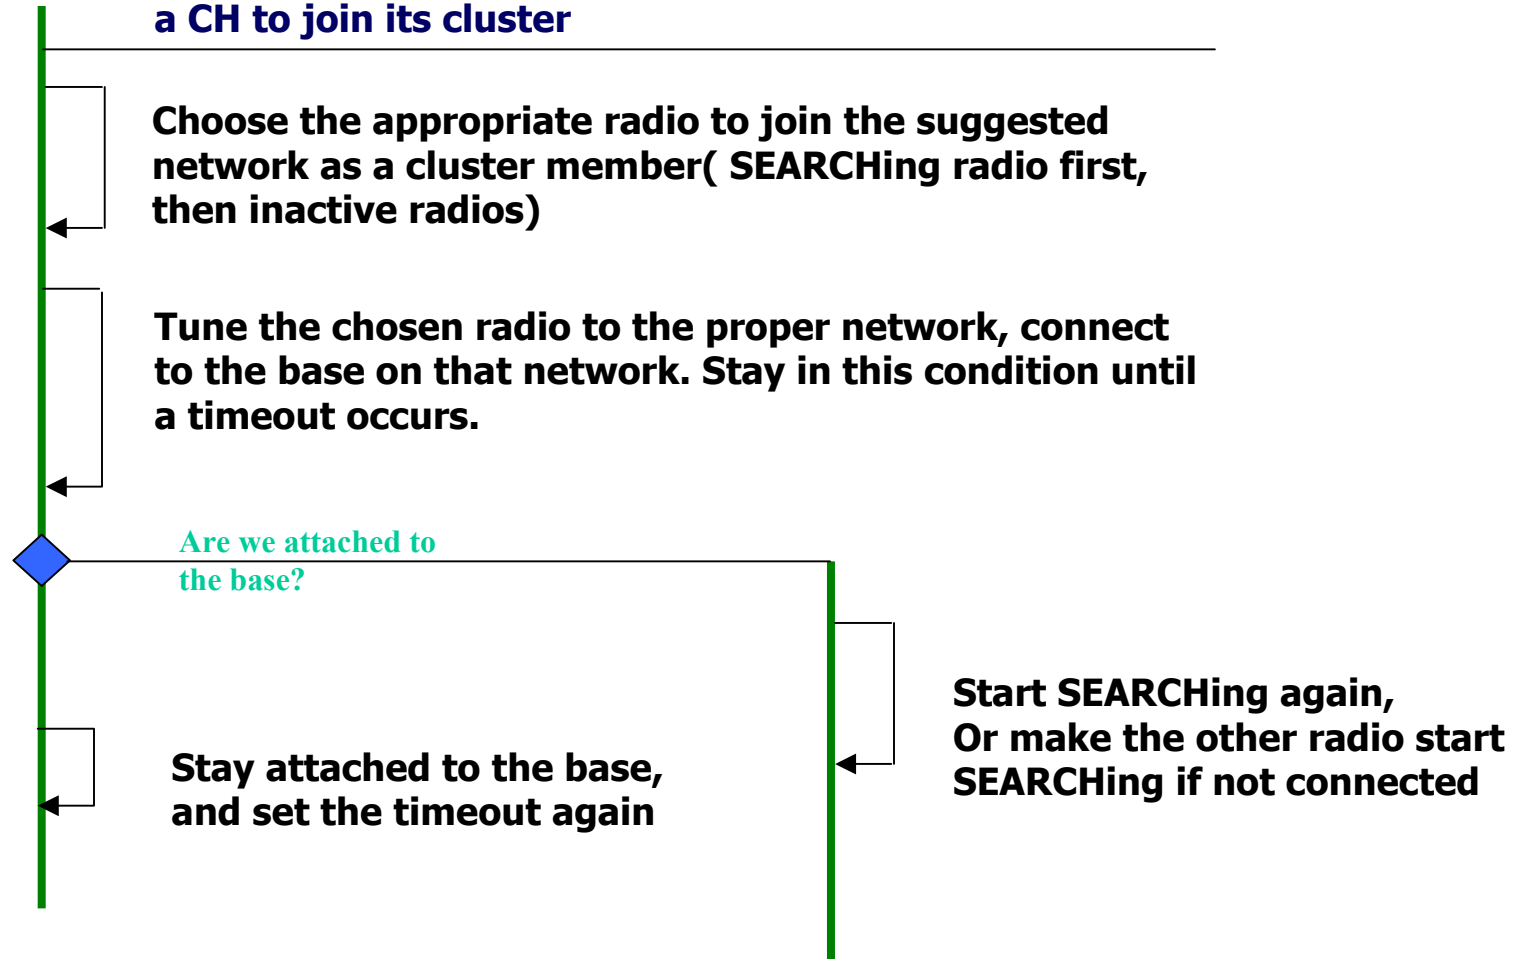 a CH to join its cluster
Choose the appropriate radio to join the suggested
network as a cluster member( SEARCHing radio first,
then inactive radios)
Tune the chosen radio to the proper network, connect
to the base on that network. Stay in this condition until
a timeout occurs.
Are we attached to
the base?
Start SEARCHing again,
Or make the other radio start
SEARCHing if not connected
Stay attached to the base,
and set the timeout again